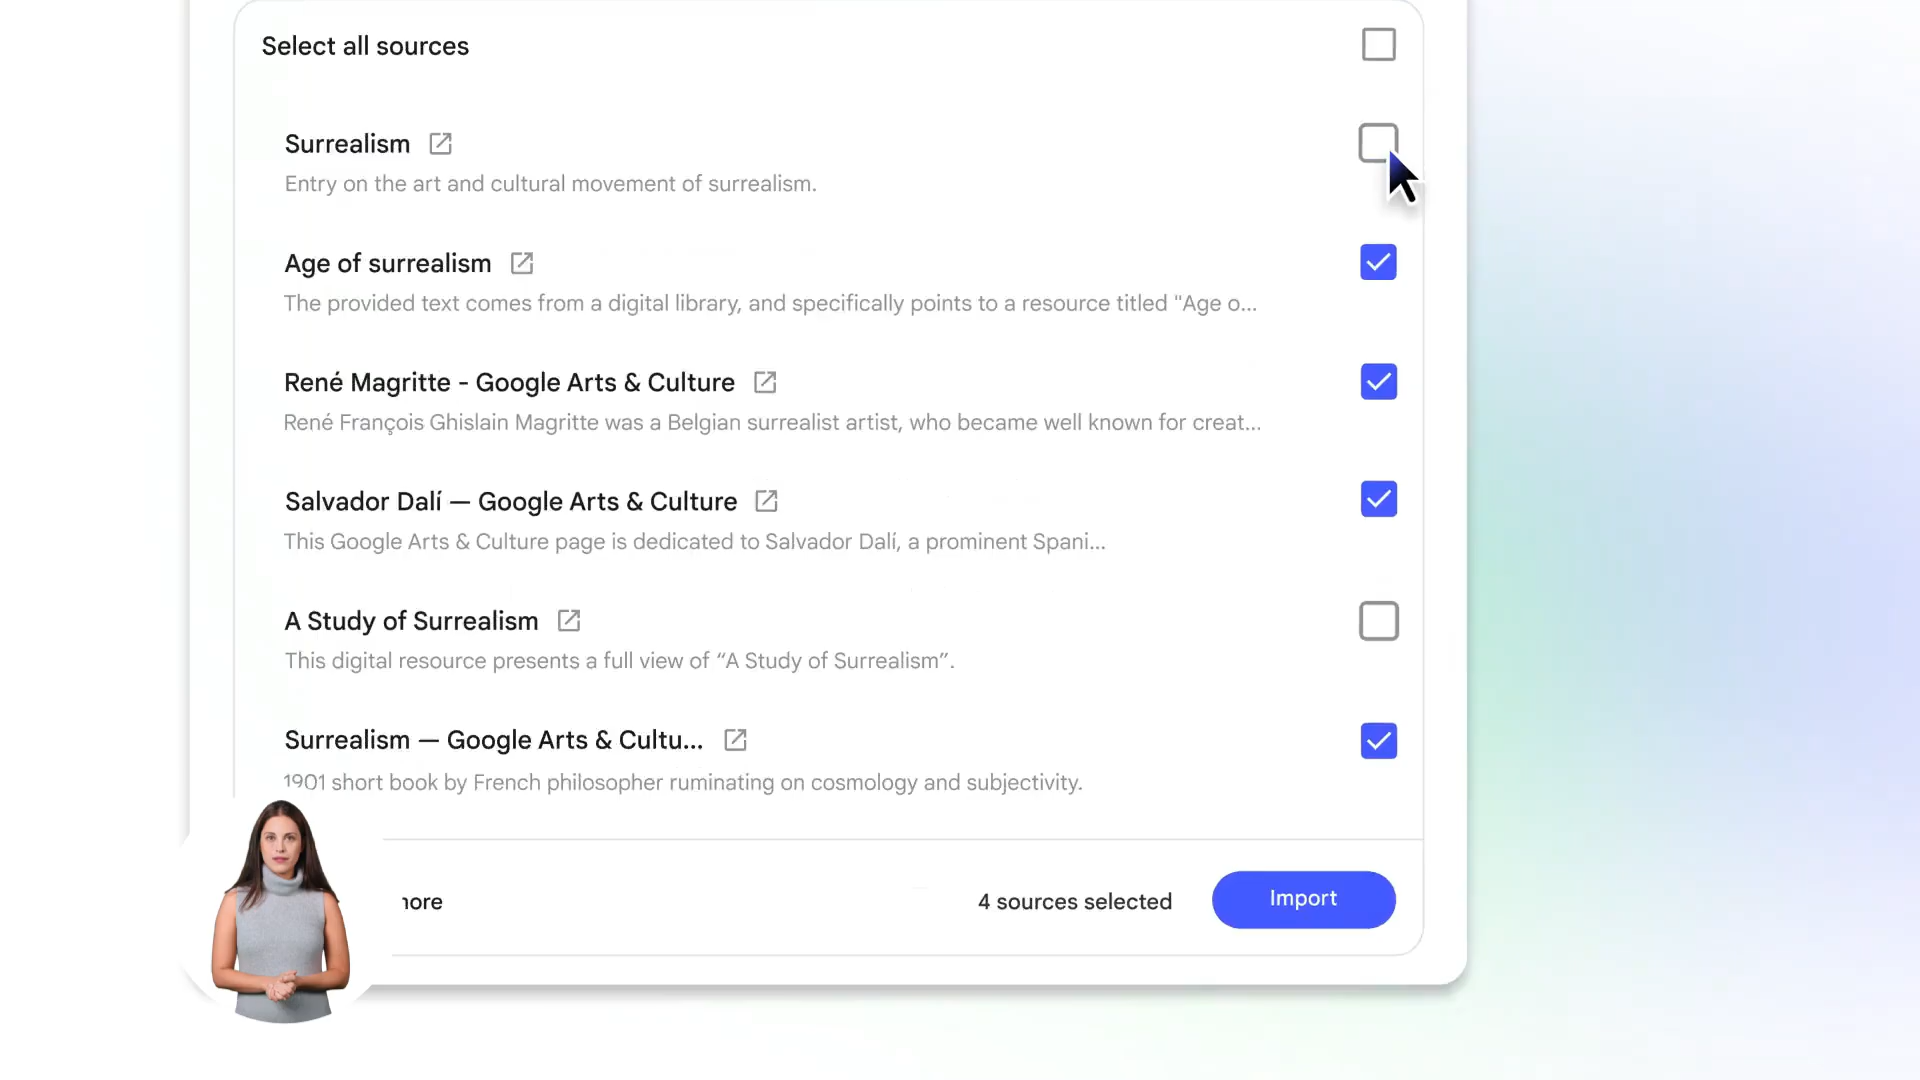 Select all sources
Surrealism
Entry on the art and cultural movement of surrealism.
Age of surrealism
The provided text comes from a digital library, and specifically points to a resource titled "Age o...
René Magritte - Google Arts & Culture
René François Ghislain Magritte was a Belgian surrealist artist, who became well known for creat...
Salvador Dalí — Google Arts & Culture
This Google Arts & Culture page is dedicated to Salvador Dalí, a prominent Spani...
A Study of Surrealism
This digital resource presents a full view of “A Study of Surrealism”.
Surrealism — Google Arts & Cultu...
1901 short book by French philosopher ruminating on cosmology and subjectivity.
4 sources selected
Import